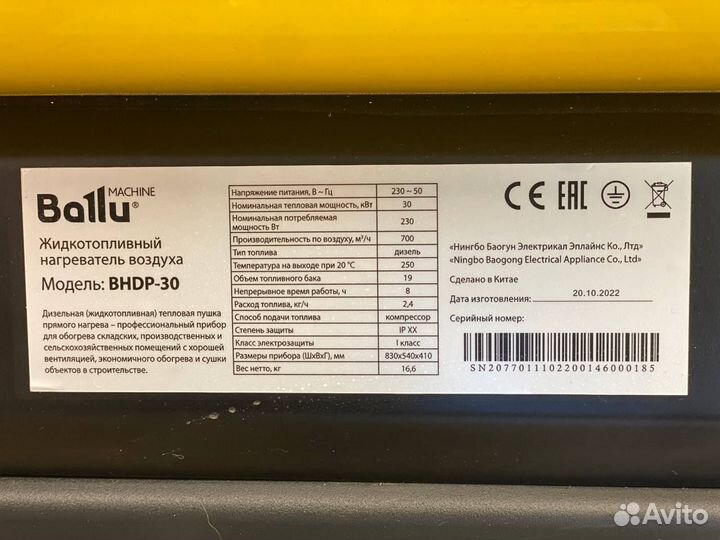 Ballu® MACHINE
Жидкотопливный
нагреватель воздуха
Модель: BHDP-30
Дизельная (жидкотопливная) тепловая пушка
прямого нагрева – профессиональный прибор
для обогрева складских, производственных и
сельскохозяйственных помещений с хорошей
вентиляцией, экономичного обогрева и сушки
объектов в строительстве.
Напряжение питания, В ~ Гц 230 ~ 50
Номинальная тепловая мощность, кВт 30
Номинальная потребляемая
мощность Вт 230
Производительность по воздуху, м³/ч 700
Тип топлива дизель
Температура на выходе при 20 °С 250
Объем топливного бака 19
Непрерывное время работы, ч 8
Расход топлива, кг/ч 2,4
Способ подачи топлива компрессор
Степень защиты IP XX
Класс электрозащиты I класс
Размеры прибора (ШхВхГ), мм 830х540х410
Вес нетто, кг 16,6
CE EAC
«Нингбо Баогун Электрикал Эплайнс Ко., Лтд»
«Ningbo Baogong Electrical Appliance Co., Ltd»
Сделано в Китае
Дата изготовления: 20.10.2022
Серийный номер:
SN2077011102200146000185
Avito